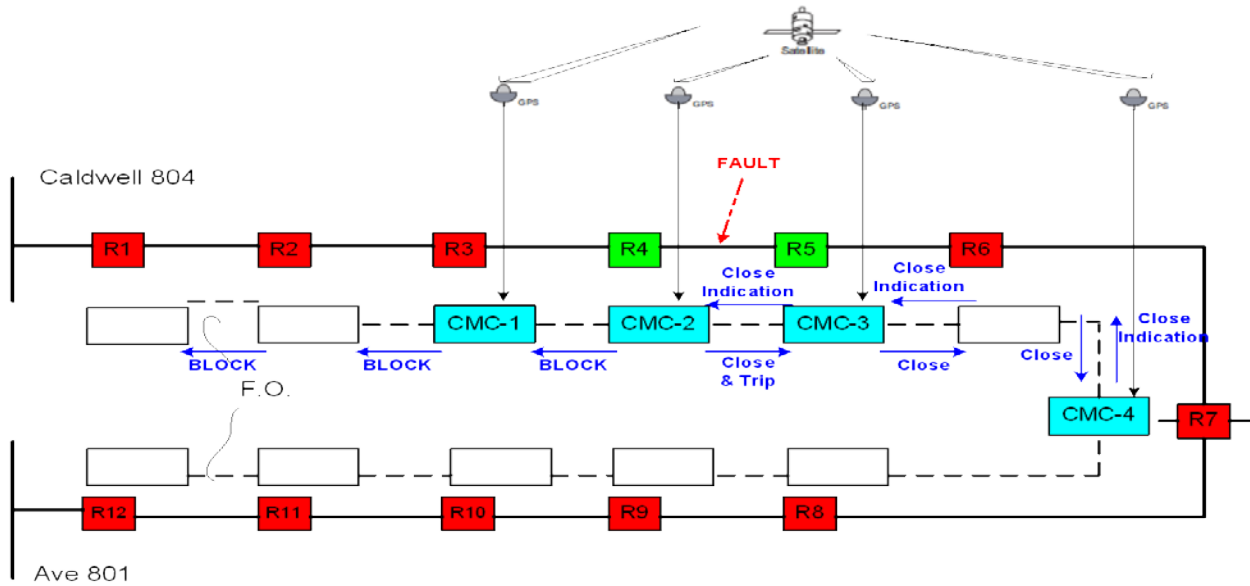 Satellite
GPS
GPS
GPS
GPS
FAULT
Caldwell 804
R1
R2
R3
R4
R5
R6
Close
Indication
Close
Indication
CMC-1
CMC-2
CMC-3
BLOCK
BLOCK
BLOCK
Close
& Trip
Close
Close
Close
Indication
F.O.
CMC-4
R7
R12
R11
R10
R9
R8
Ave 801